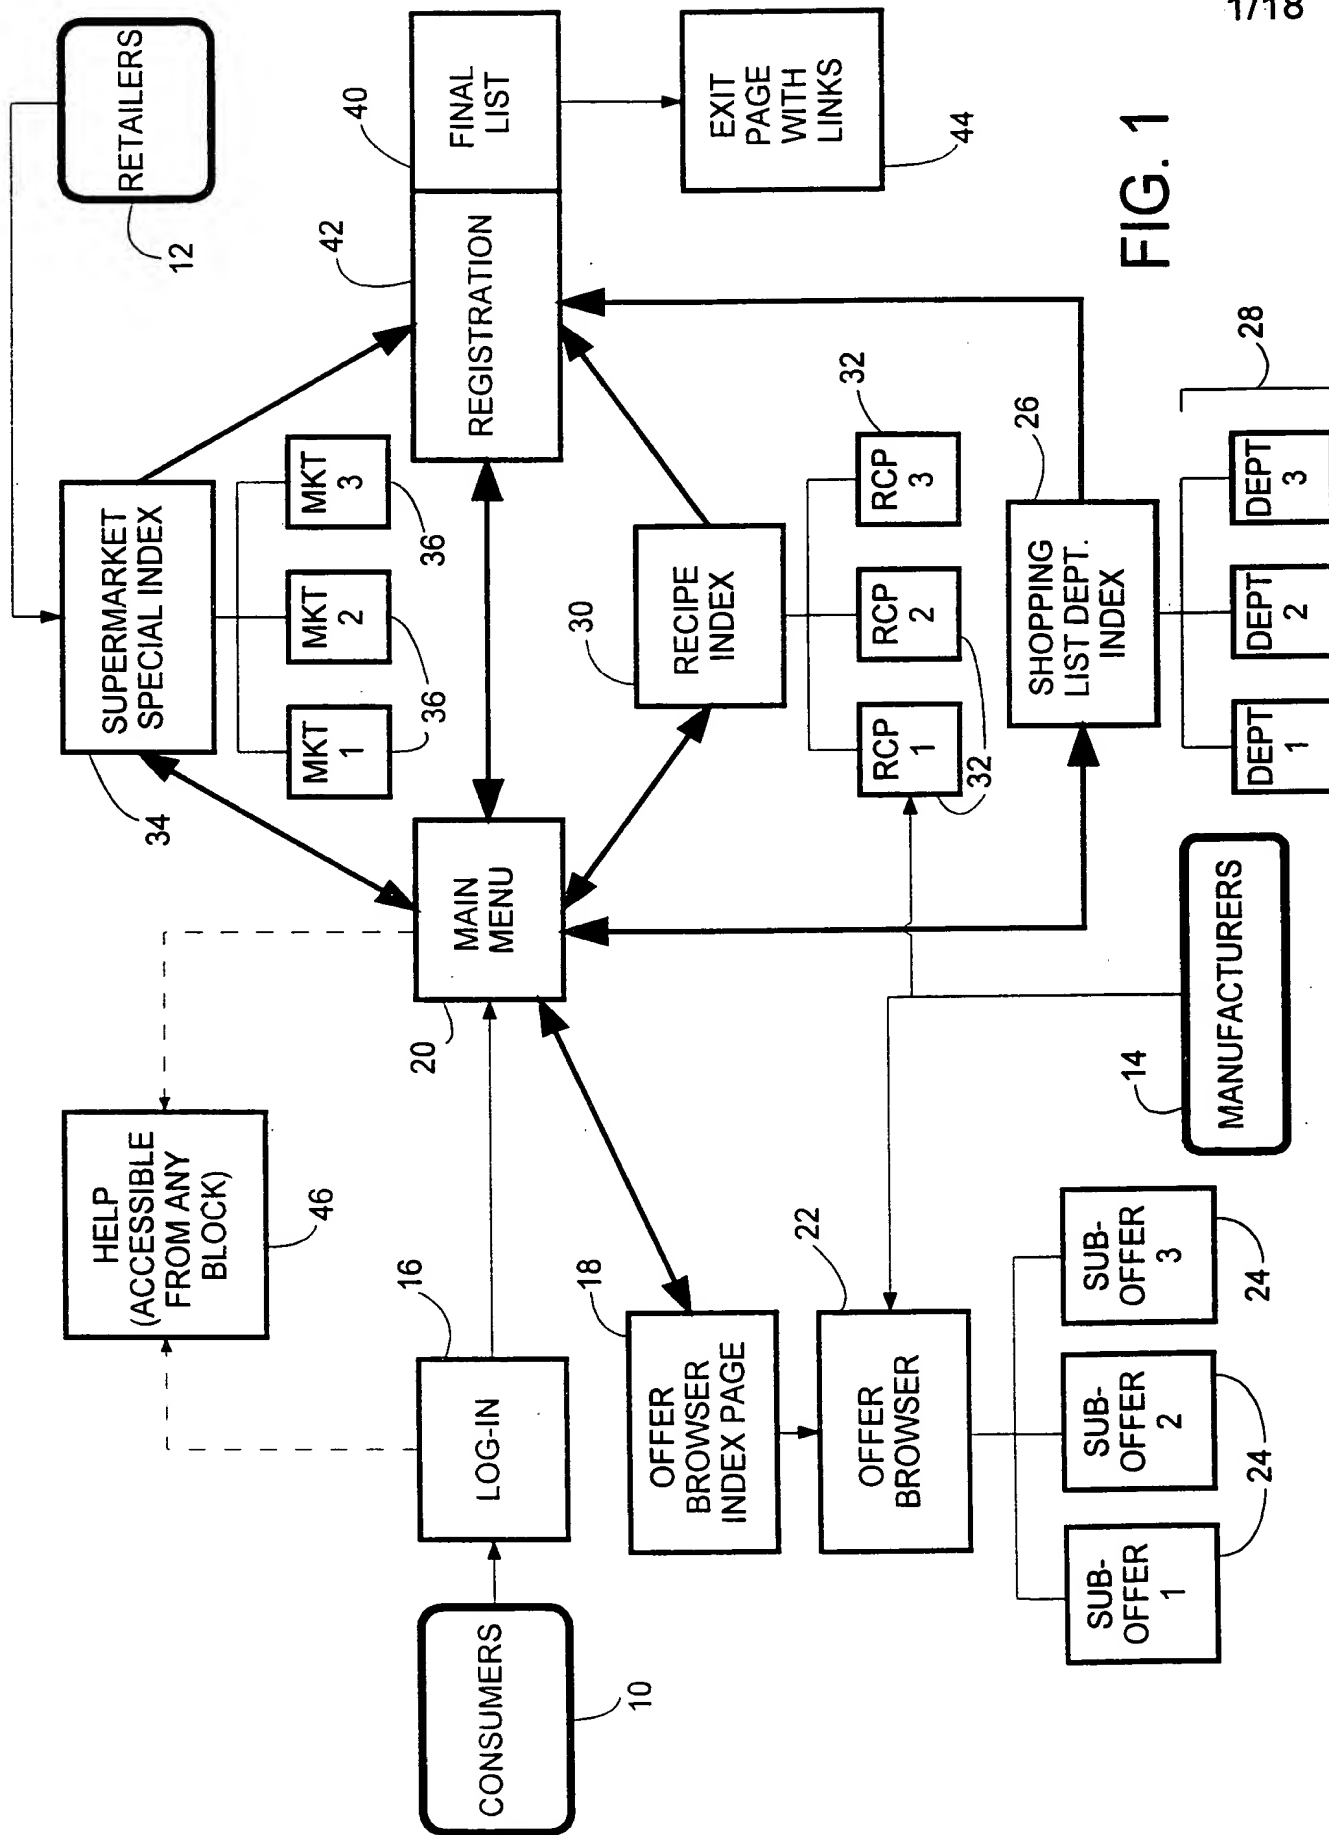 1/18
RETAILERS
12
SUPERMARKET
SPECIAL INDEX
34
MKT
1
MKT
2
MKT
3
36
36
HELP
(ACCESSIBLE
FROM ANY
BLOCK)
46
CONSUMERS
10
LOG-IN
16
MAIN
MENU
20
REGISTRATION
42
FINAL
LIST
40
EXIT
PAGE
WITH
LINKS
44
OFFER
BROWSER
INDEX PAGE
18
RECIPE
INDEX
30
OFFER
BROWSER
22
RCP
1
RCP
2
RCP
3
32
32
SUB-
OFFER
1
SUB-
OFFER
2
SUB-
OFFER
3
24
24
MANUFACTURERS
14
SHOPPING
LIST DEPT.
INDEX
26
DEPT
1
DEPT
2
DEPT
3
28
FIG. 1